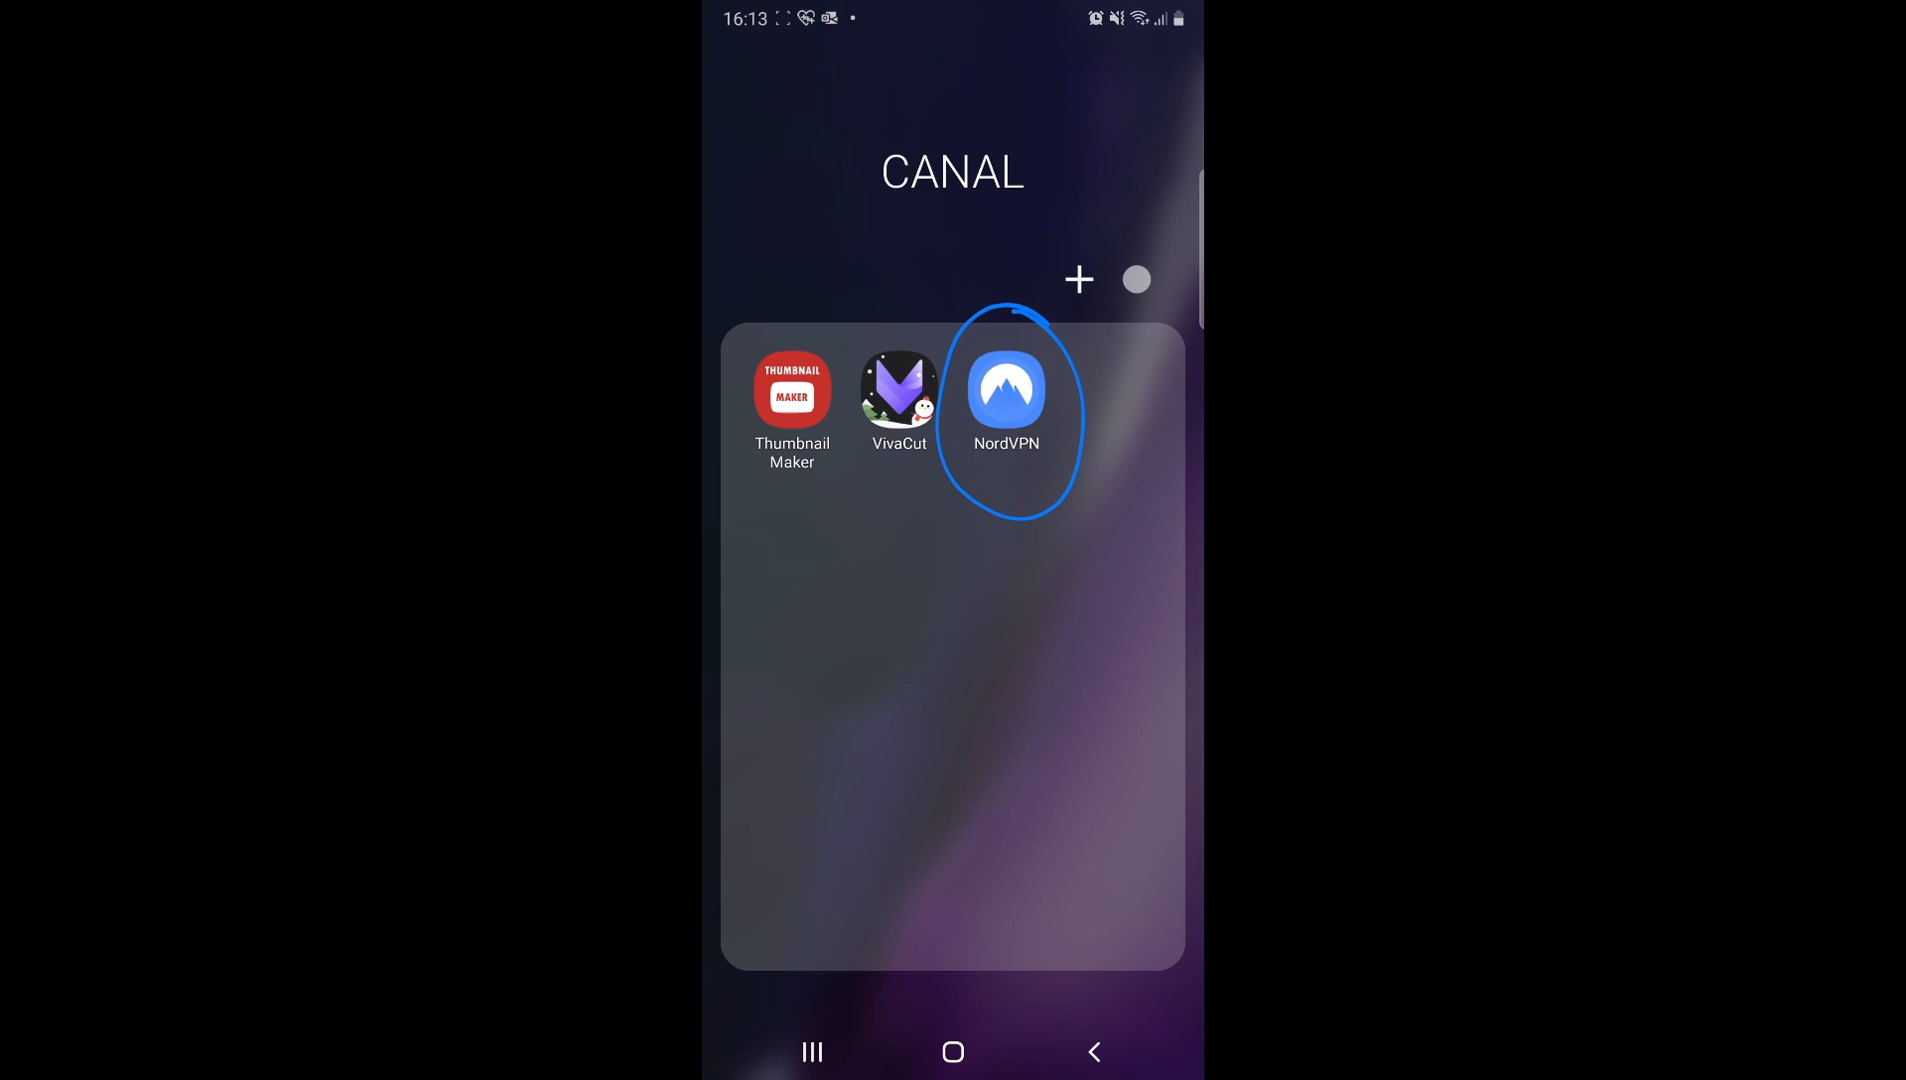 16:13
CANAL
THUMBNAIL
MAKER
Thumbnail
Maker
VivaCut
NordVPN